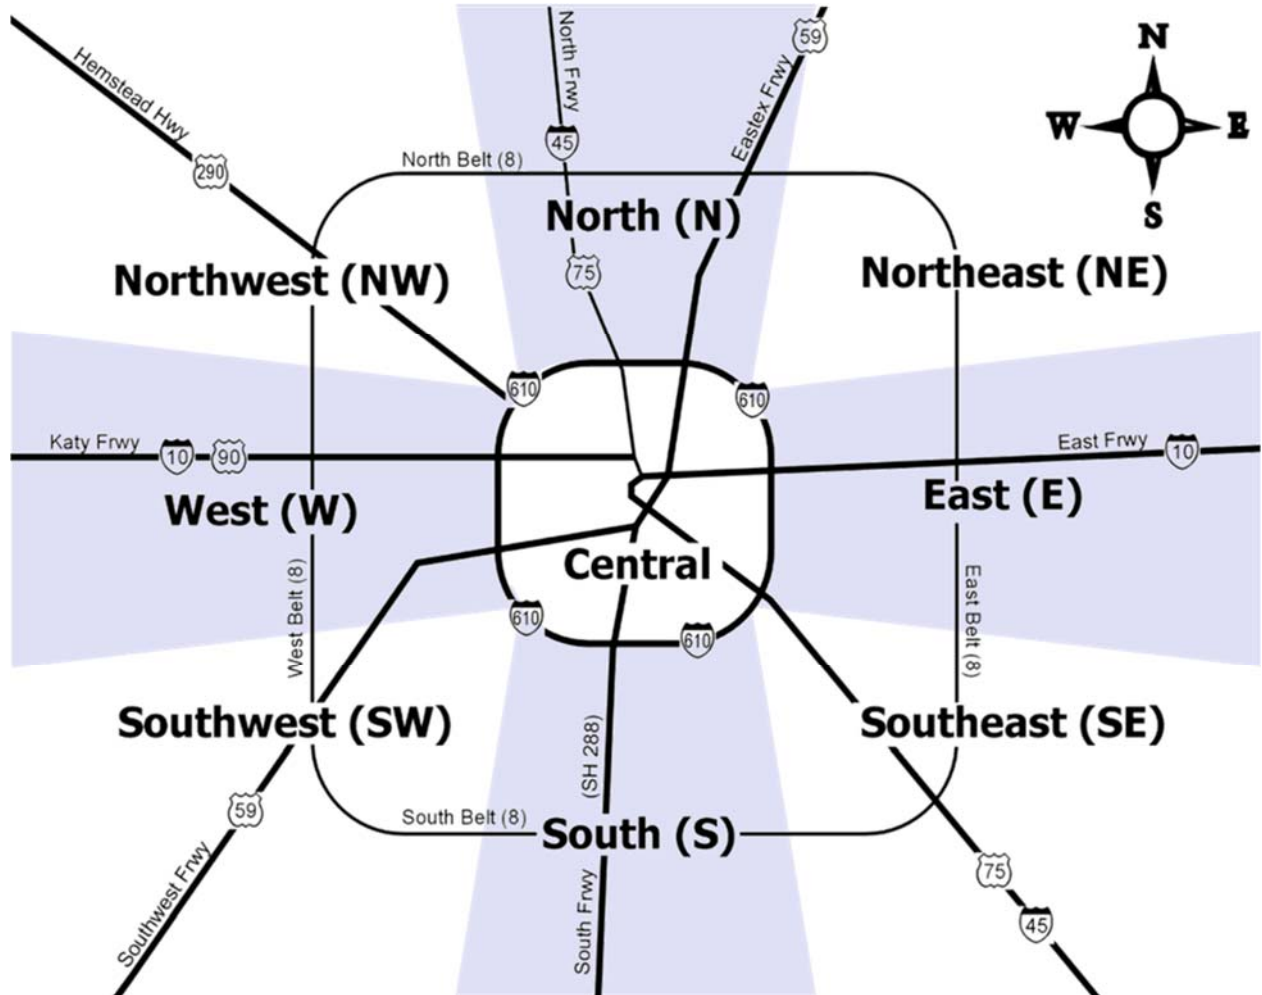 North Frwy
59
N
Hemstead Hwy
Eastex Frwy
45
W
E
290
North Belt (8)
S
North (N)
75
Northwest (NW)
Northeast (NE)
610
610
Katy Frwy
10
90
East Frwy
10
West (W)
East (E)
Central
West Belt (8)
East Belt (8)
610
610
Southwest (SW)
(SH 288)
Southeast (SE)
59
South Belt (8)
South (S)
75
Southwest Frwy
South Frwy
45